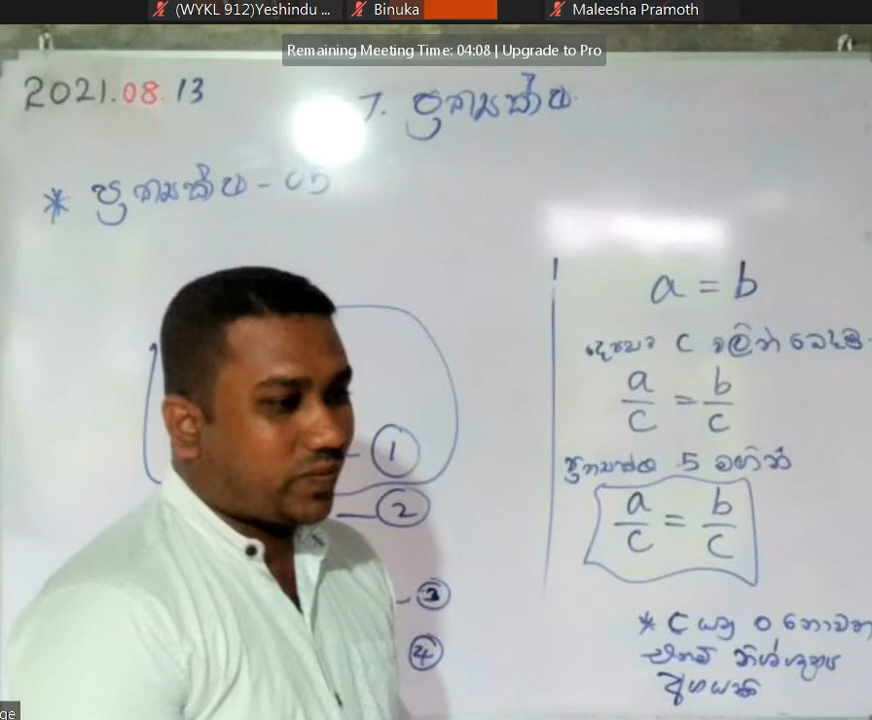 (WYKL 912)Yeshindu ... Binuka Maleesha Pramoth
Remaining Meeting Time: 04:08 | Upgrade to Pro
2021.08.13
7. ප්‍රත්‍යක්ෂ
* ප්‍රත්‍යක්ෂ - 05
1
2
3
4
a = b
දෙපස C වලින් බෙදමු
a/c = b/c
ප්‍රත්‍යක්ෂ 5 මගින්
a/c = b/c
* C යනු 0 නොවන
ge